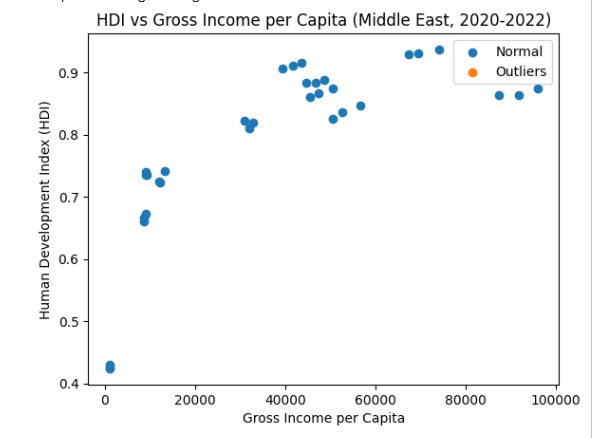 HDI vs Gross Income per Capita (Middle East, 2020-2022)
Normal
Outliers
Human Development Index (HDI)
0.9
0.8
0.7
0.6
0.5
0.4
0 20000 40000 60000 80000 100000
Gross Income per Capita